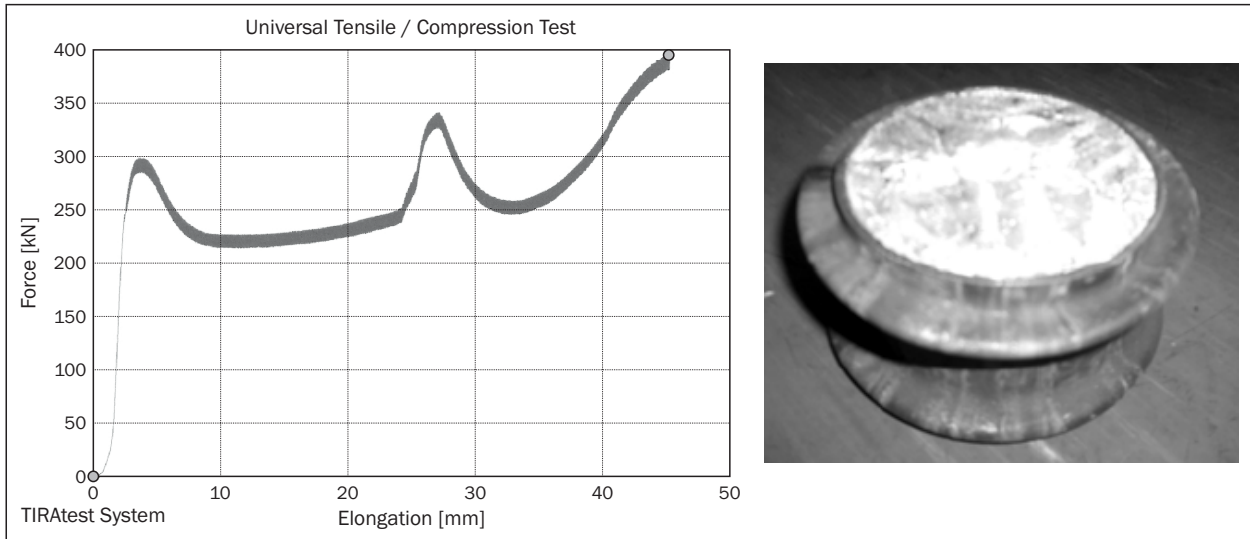 Universal Tensile / Compression Test
400
350
300
250
200
150
100
50
0
Force [kN]
0 10 20 30 40 50
TIRAtest System
Elongation [mm]